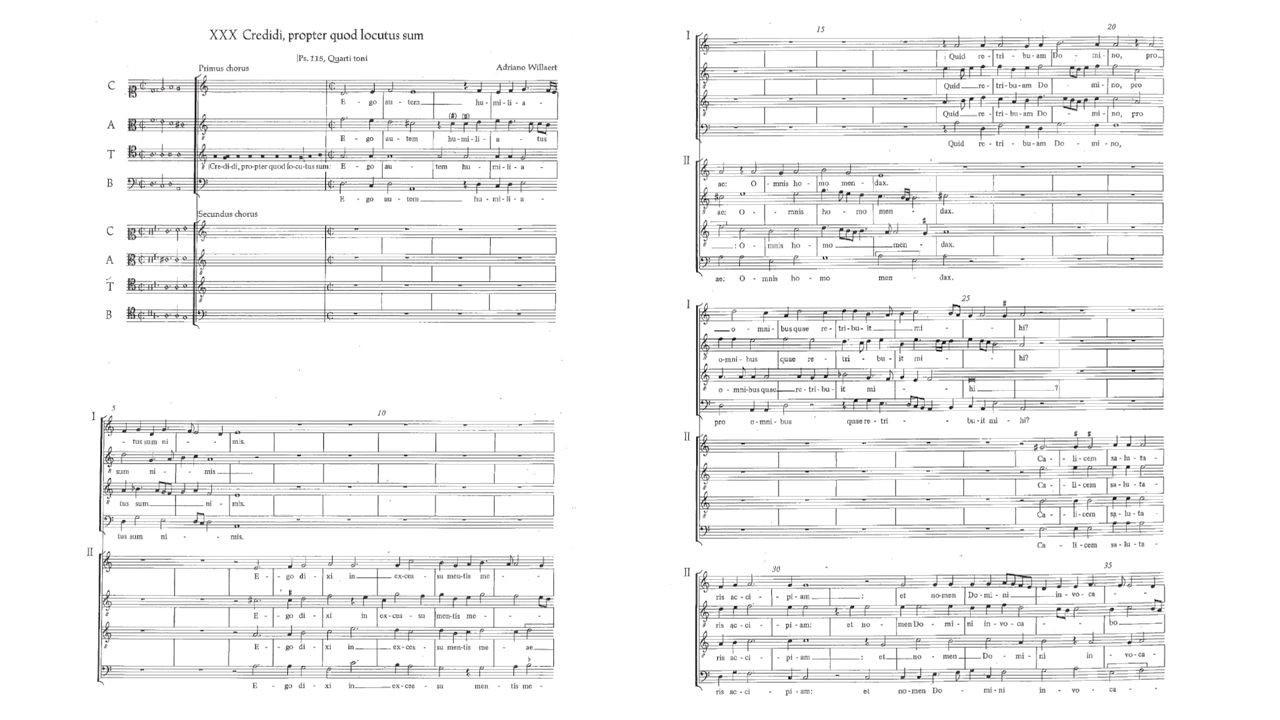 XXX Credidi, propter quod locutus sum
Ps. 115, Quarti toni
Primus chorus Adriano Willaert
C
E - go au - tem hu - mi - li - a -
A
E - go au - tem hu - mi - li - a - tus
T
Cre-di-di, pro-pter quod lo-cu-tus sum: E - go au - tem hu - mi - li - a -
B
E - go au - tem hu - mi - li - a -
Secundus chorus
C
A
T
B
5 10
I
- tus sum ni - mis.
sum ni - mis
tus sum ni - mis.
tus sum ni - mis.
II
E - go di - xi in ex-ces - su men-tis me -
E - go di - xi in ex - ces - su men-tis me -
E - go di - xi in ex-ces - su men-tis me - ae
E - go di - xi in ex-ces - su men - tis me -
15 20
I
Quid re - tri-bu-am Do - mi - no, pro
Quid re - tri-bu-am Do - mi - no, pro
Quid re - tri-bu-am Do - mi - no, pro
Quid re - tri - bu-am Do - mi - no,
II
ae: O - mnis ho - mo men - dax.
ae: O - mnis ho - mo men - dax.
: O - mnis ho - mo men - dax.
ae: O - mnis ho - mo men - dax.
25
I
o - mni - bus quae re - tri-bu-it mi - hi?
o-mni - bus quae re - tri - bu - it mi - hi?
o - mni-bus quae re - tri-bu - it mi - hi ?
pro o-mni - bus quae re - tri - bu-it mi - hi?
II
Ca - li-cem sa-lu-ta -
Ca - li-cem sa-lu-ta -
Ca - li-cem sa-lu-ta -
Ca - li-cem sa-lu-ta -
30 35
II
ris ac-ci - pi-am : et no-men Do-mi-ni in-vo-ca -
ris ac-ci - pi-am: et no - men Do - mi - ni in-vo-ca - bo
ris ac-ci - pi-am : et no - men Do - mi - ni in - vo-ca
ris ac-ci - pi-am: et no-men Do - mi - ni in - vo - ca -